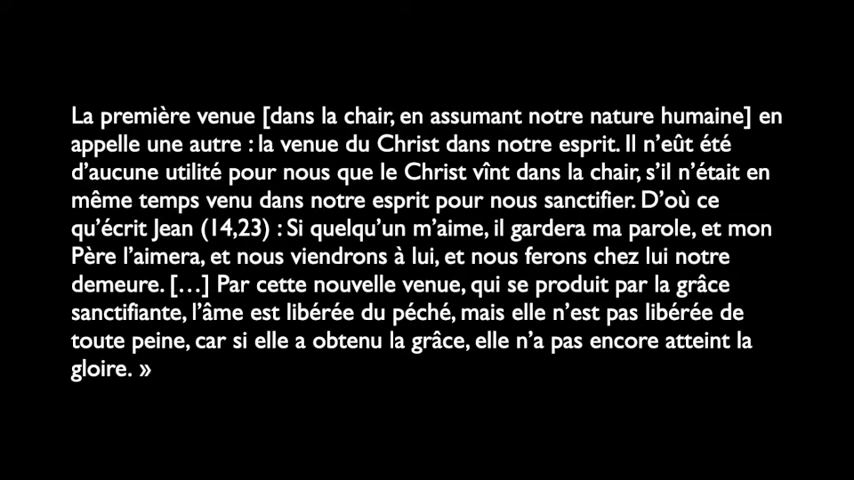 La première venue [dans la chair, en assumant notre nature humaine] en
appelle une autre : la venue du Christ dans notre esprit. Il n’eût été
d’aucune utilité pour nous que le Christ vînt dans la chair, s’il n’était en
même temps venu dans notre esprit pour nous sanctifier. D’où ce
qu’écrit Jean (14,23) : Si quelqu’un m’aime, il gardera ma parole, et mon
Père l’aimera, et nous viendrons à lui, et nous ferons chez lui notre
demeure. […] Par cette nouvelle venue, qui se produit par la grâce
sanctifiante, l’âme est libérée du péché, mais elle n’est pas libérée de
toute peine, car si elle a obtenu la grâce, elle n’a pas encore atteint la
gloire. »